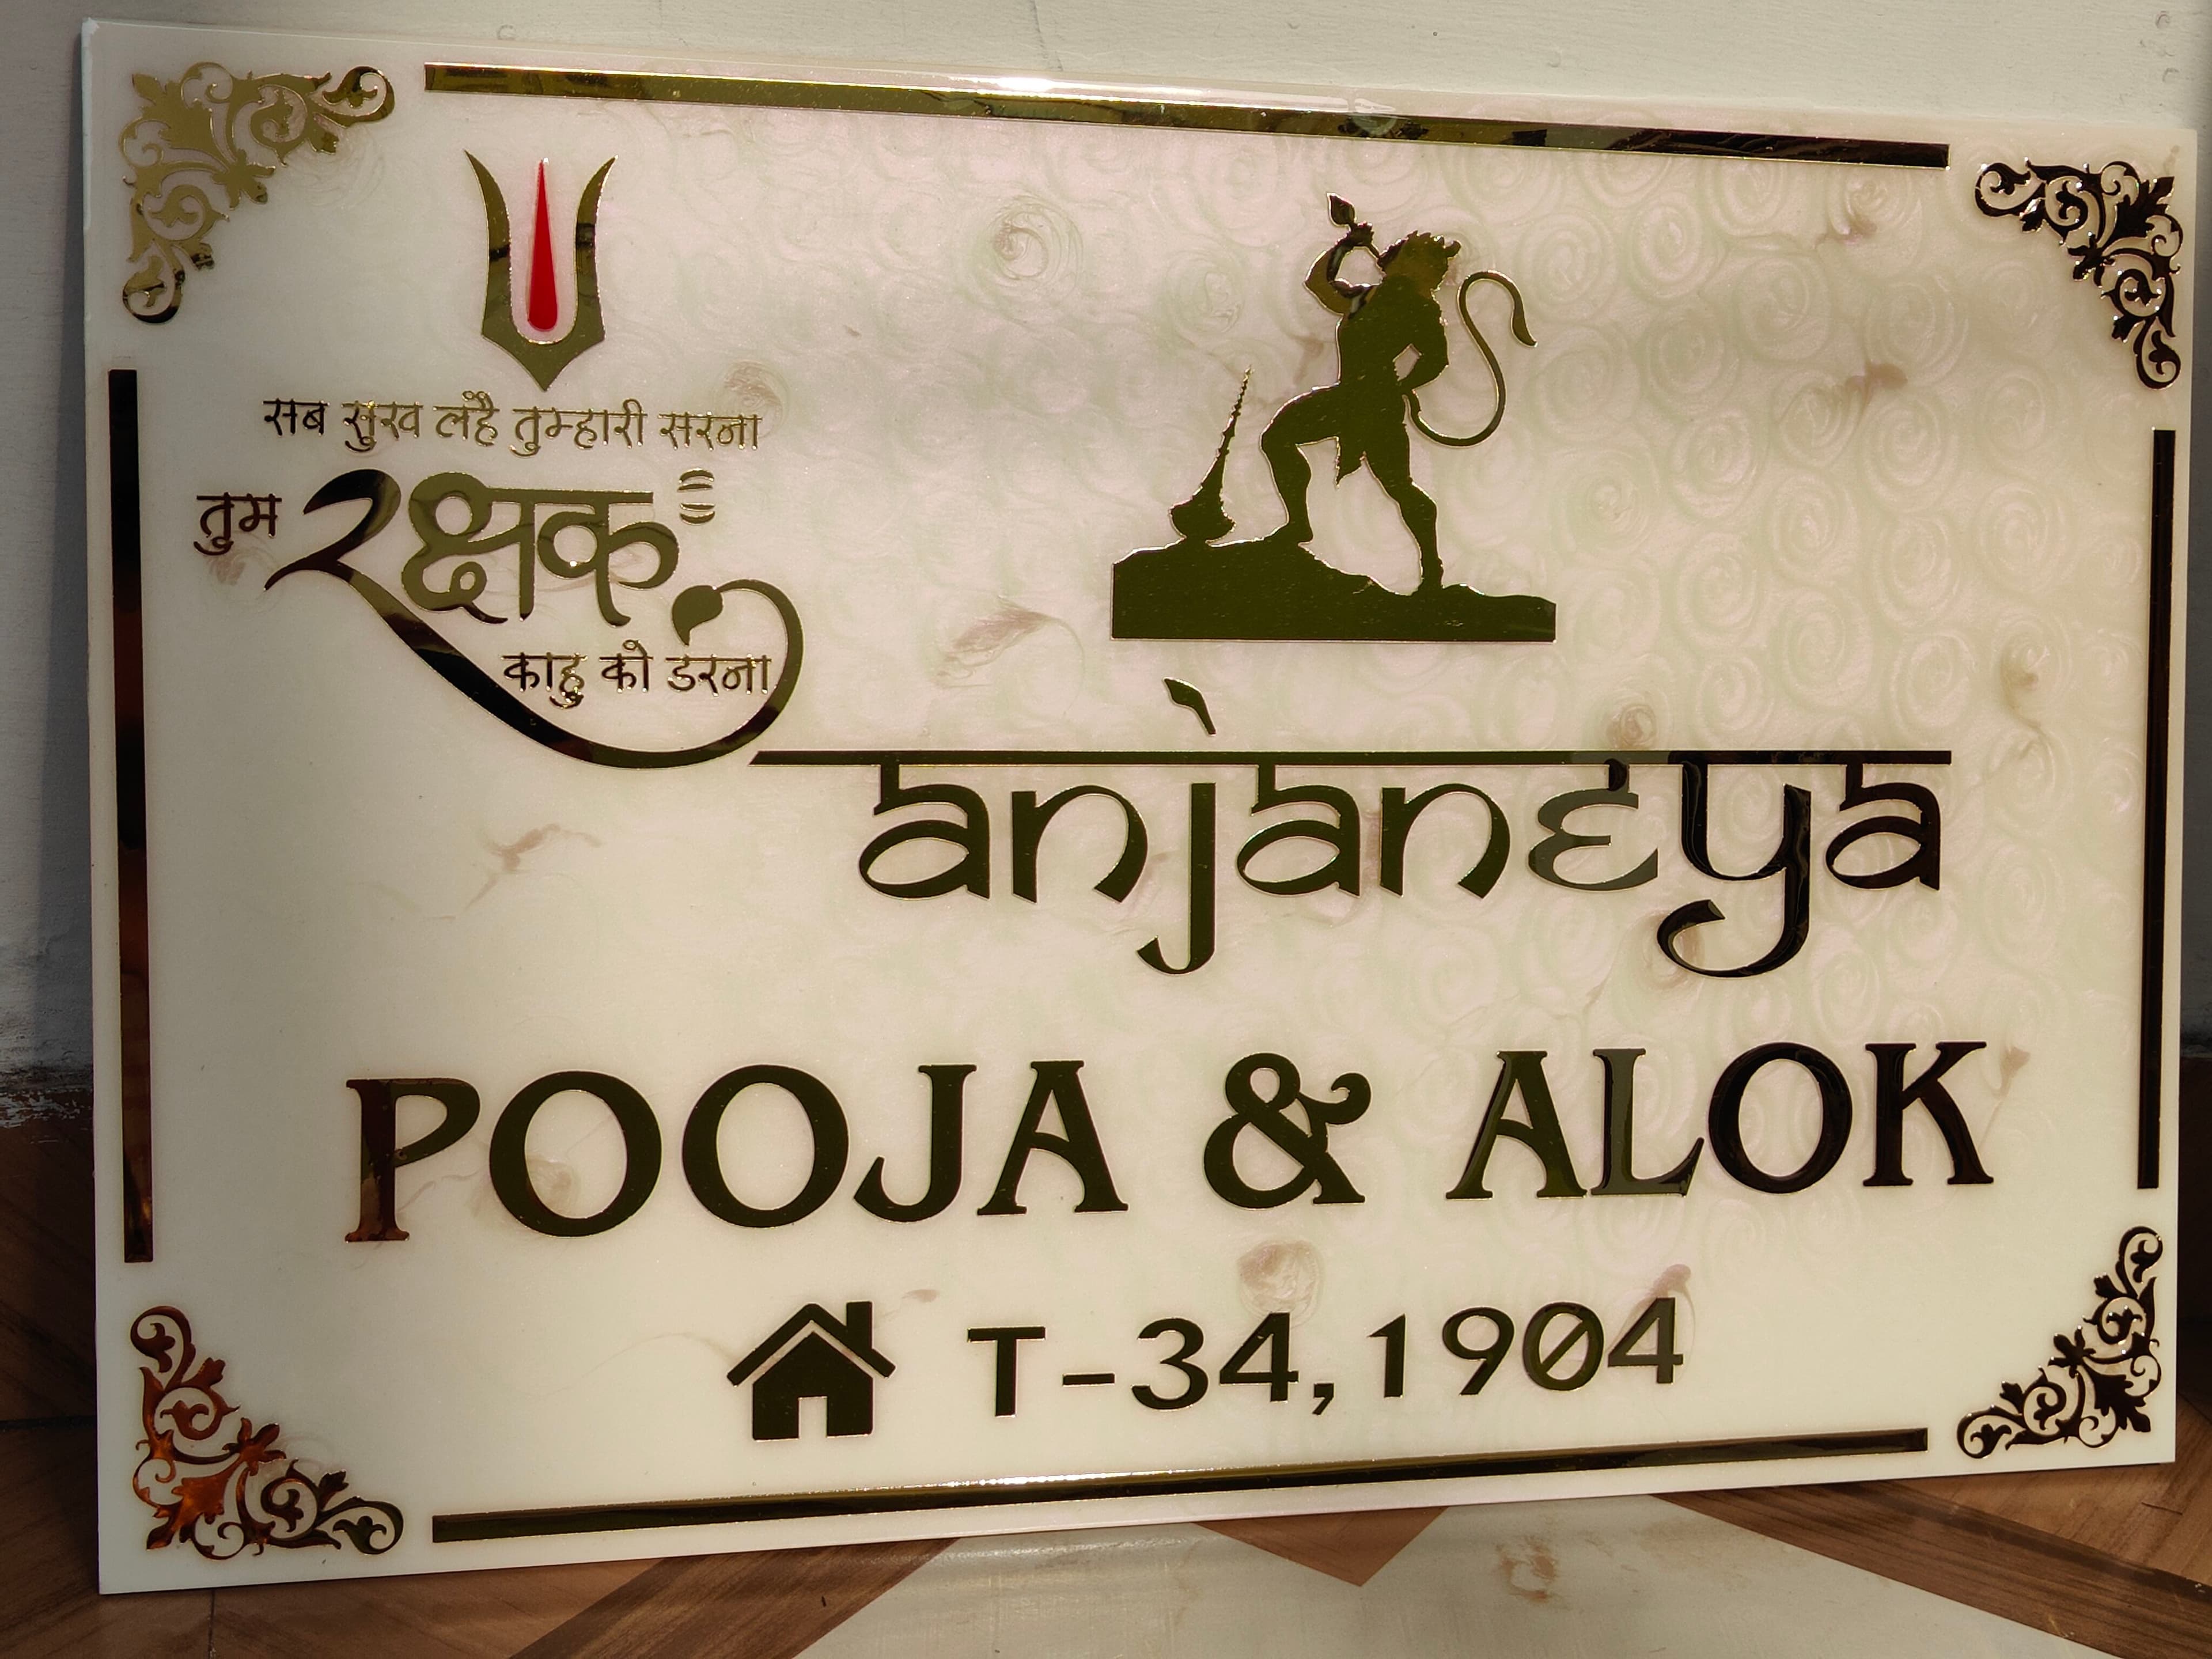 सब सुख लहै तुम्हारी सरना
तुम रक्षक
काहु को डरना
anjaneya
POOJA & ALOK
T-34,1904